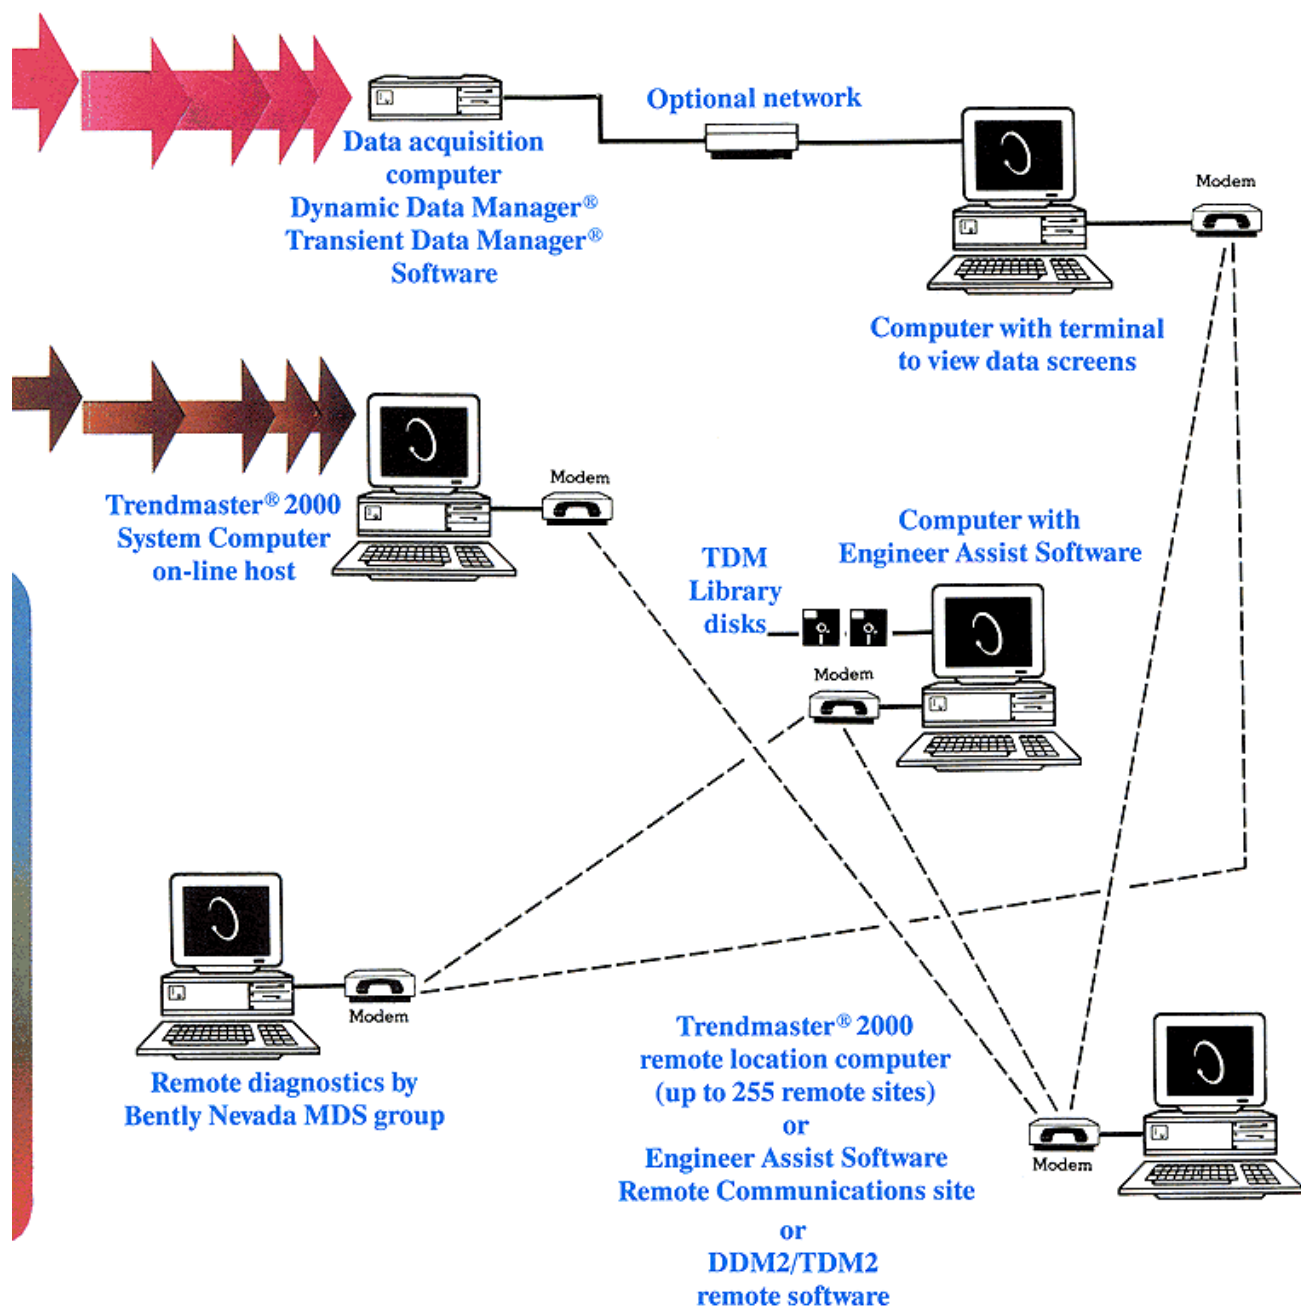 Optional network
Data acquisition
computer
Dynamic Data Manager®
Transient Data Manager®
Software
Modem
Computer with terminal
to view data screens
Modem
Trendmaster® 2000
System Computer
on-line host
Computer with
Engineer Assist Software
TDM
Library
disks
Modem
Modem
Remote diagnostics by
Bently Nevada MDS group
Trendmaster® 2000
remote location computer
(up to 255 remote sites)
or
Engineer Assist Software
Remote Communications site
or
DDM2/TDM2
remote software
Modem